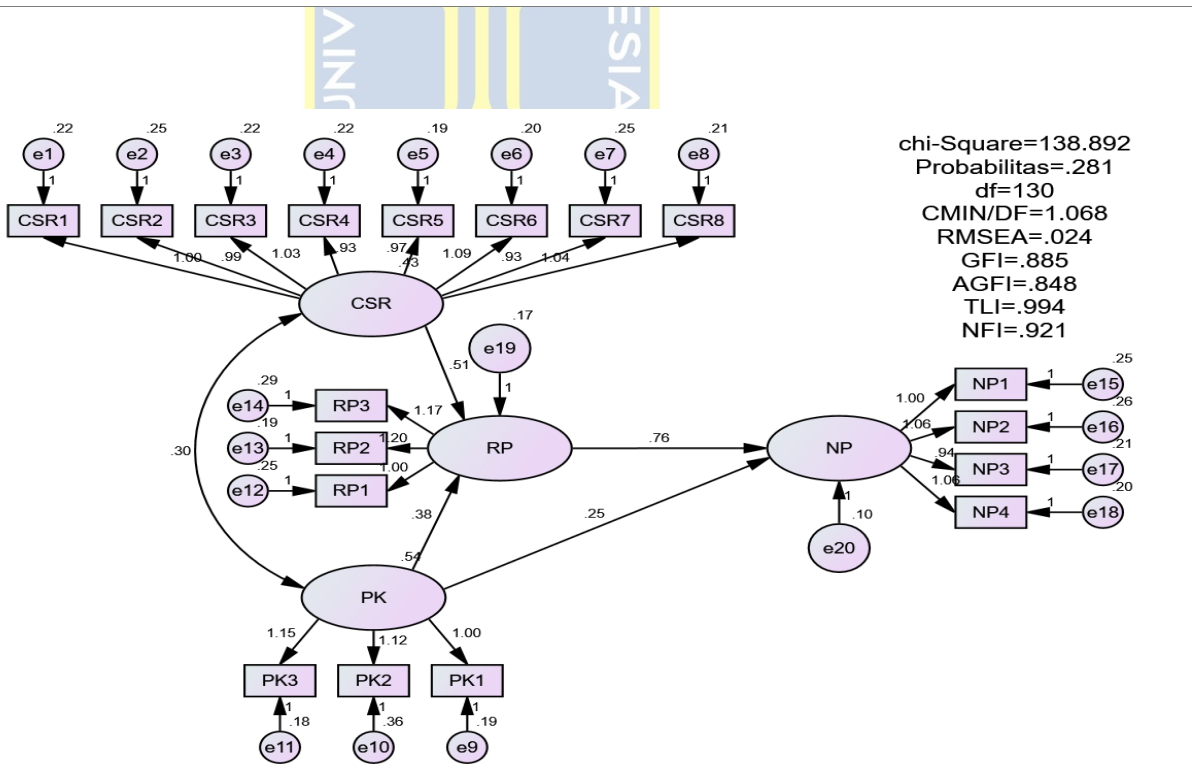 AINU
ESIA
.22 .25 .22 .22 .19 .20 .25 .21
e1 e2 e3 e4 e5 e6 e7 e8
1 1 1 1 1 1 1 1
CSR1 CSR2 CSR3 CSR4 CSR5 CSR6 CSR7 CSR8
1.00 .99 1.03 .93 .97 1.09 .93 1.04
.43
CSR
chi-Square=138.892
Probabilitas=.281
df=130
CMIN/DF=1.068
RMSEA=.024
GFI=.885
AGFI=.848
TLI=.994
NFI=.921
.17
e19
1
.51
.29
e14 1 RP3 1.17
.19
e13 1 RP2 1.20
.25
e12 1 RP1 1.00
RP
.30
.76
NP
.25
1.00 NP1 1 e15 .25
1.06 NP2 1 e16 .26
.94 NP3 1 e17 .21
1.06 NP4 1 e18 .20
1
.10
e20
.38
.54
PK
1.15 1.12 1.00
PK3 PK2 PK1
1 1 1
.18 .36 .19
e11 e10 e9